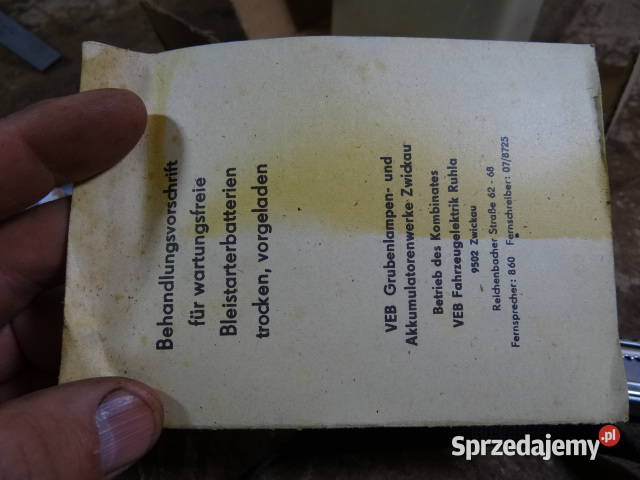 Behandlungsvorschrift
für wartungsfreie
Bleistarterbatterien
trocken, vorgeladen
VEB Grubenlampen- und
Akkumulatorenwerke Zwickau
Betrieb des Kombinates
VEB Fahrzeugelektrik Ruhla
9502 Zwickau
Reichenbacher Straße 62 - 68
Fernsprecher: 860 Fernschreiber: 07/8725
Sprzedajemy.pl